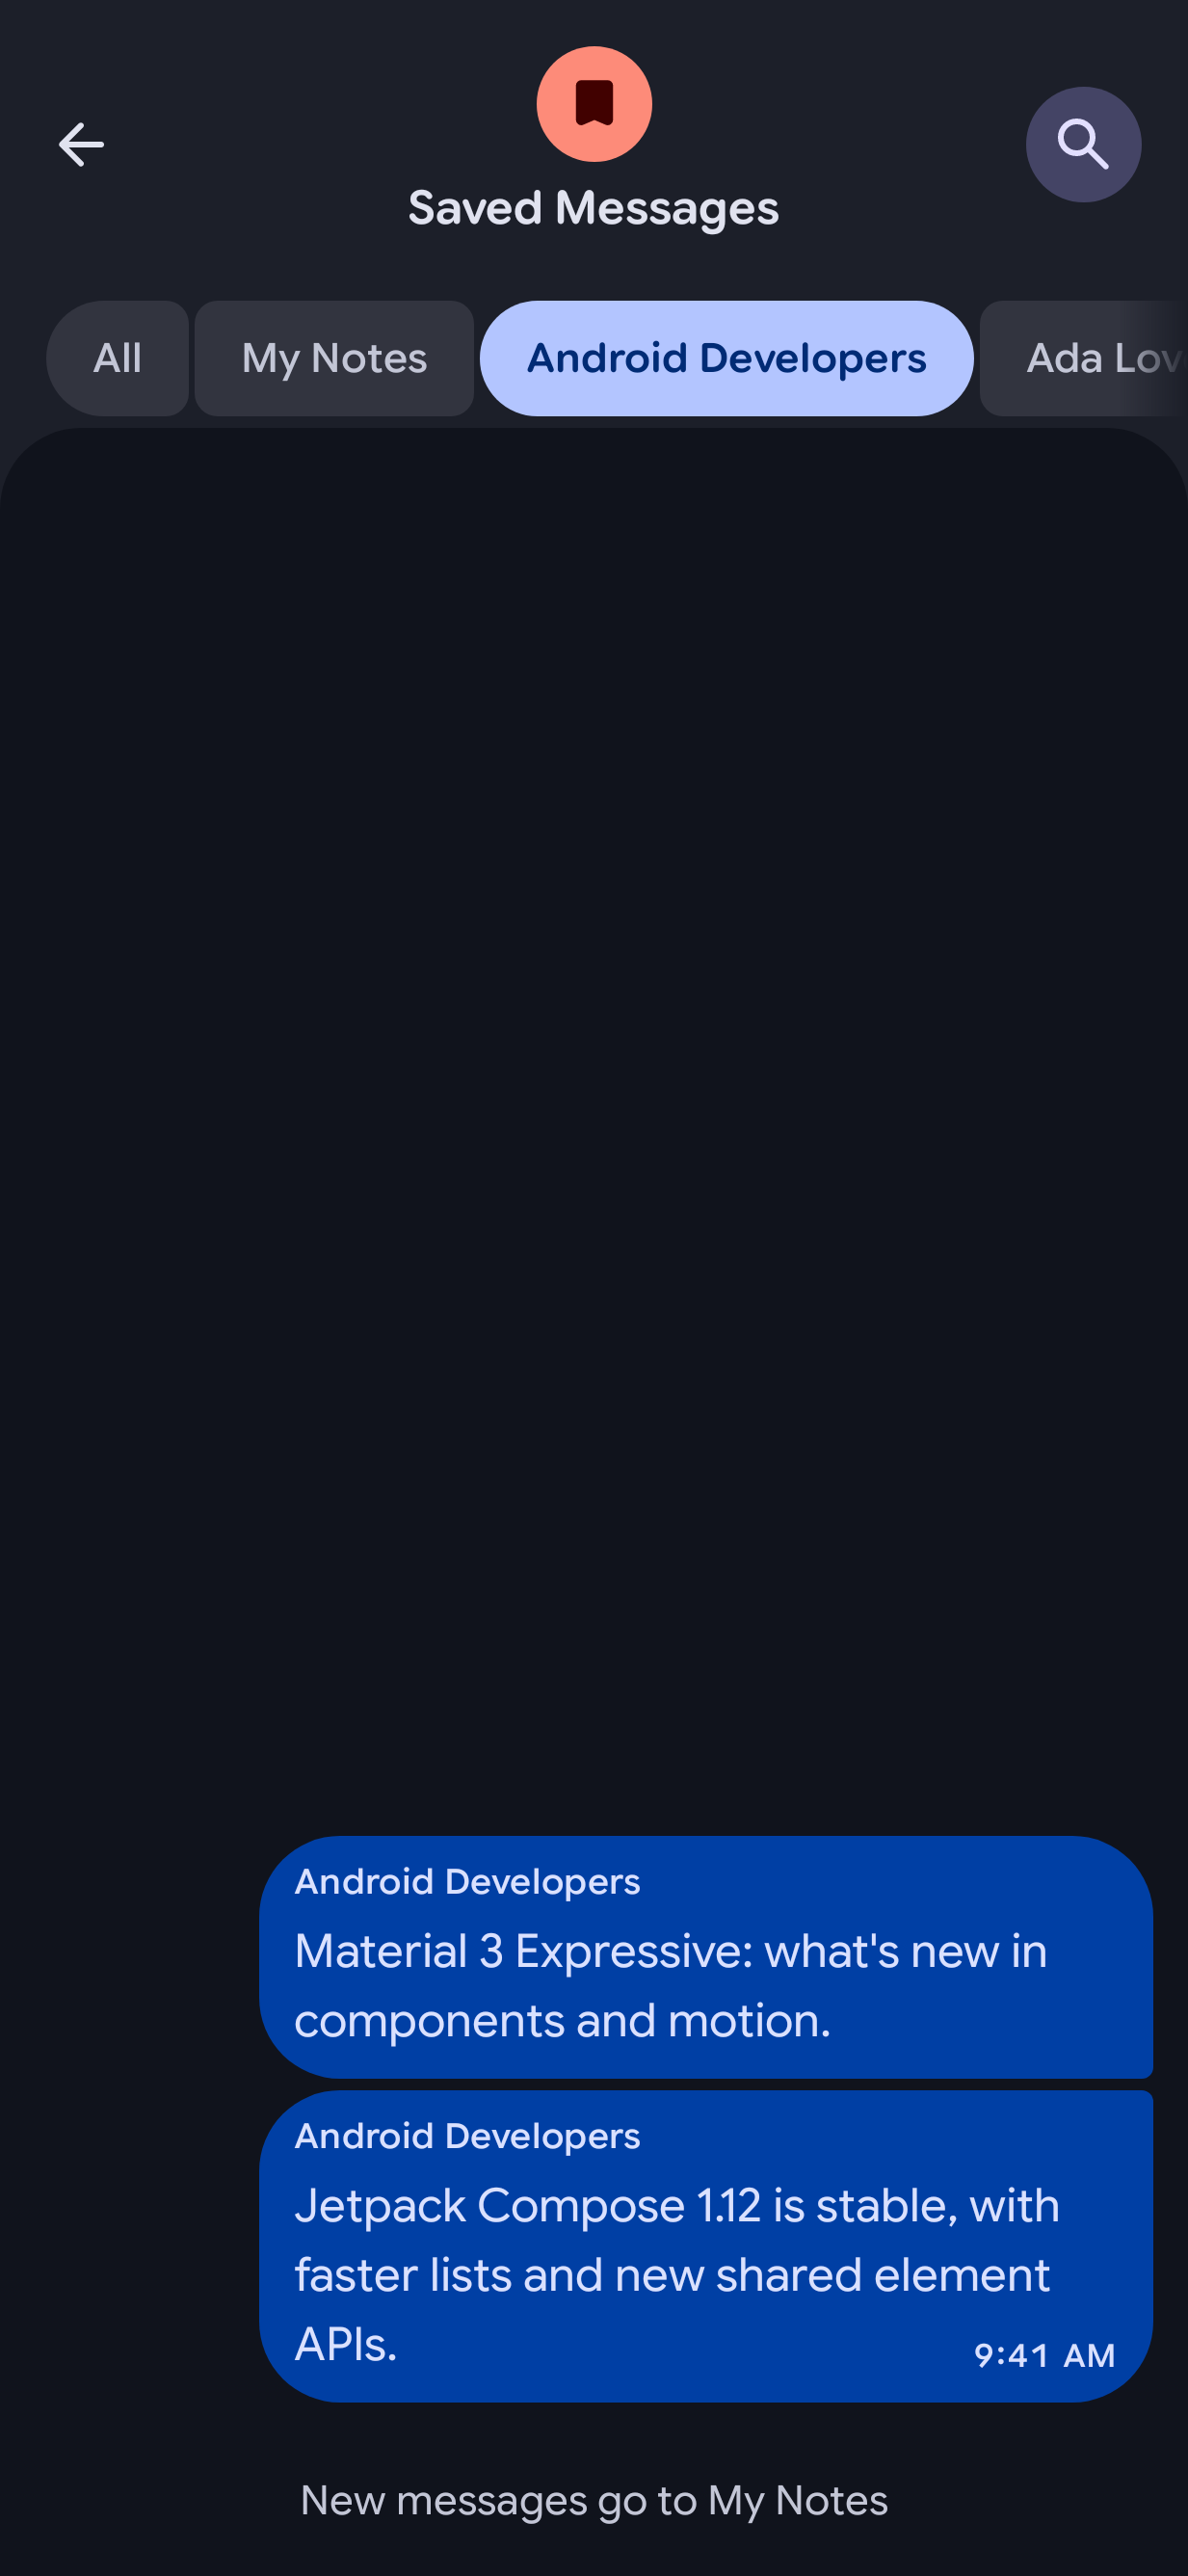 Saved Messages
All
My Notes
Android Developers
Ada Lov
Android Developers
Material 3 Expressive: what's new in
components and motion.
Android Developers
Jetpack Compose 1.12 is stable, with
faster lists and new shared element
APIs.
9:41 AM
New messages go to My Notes